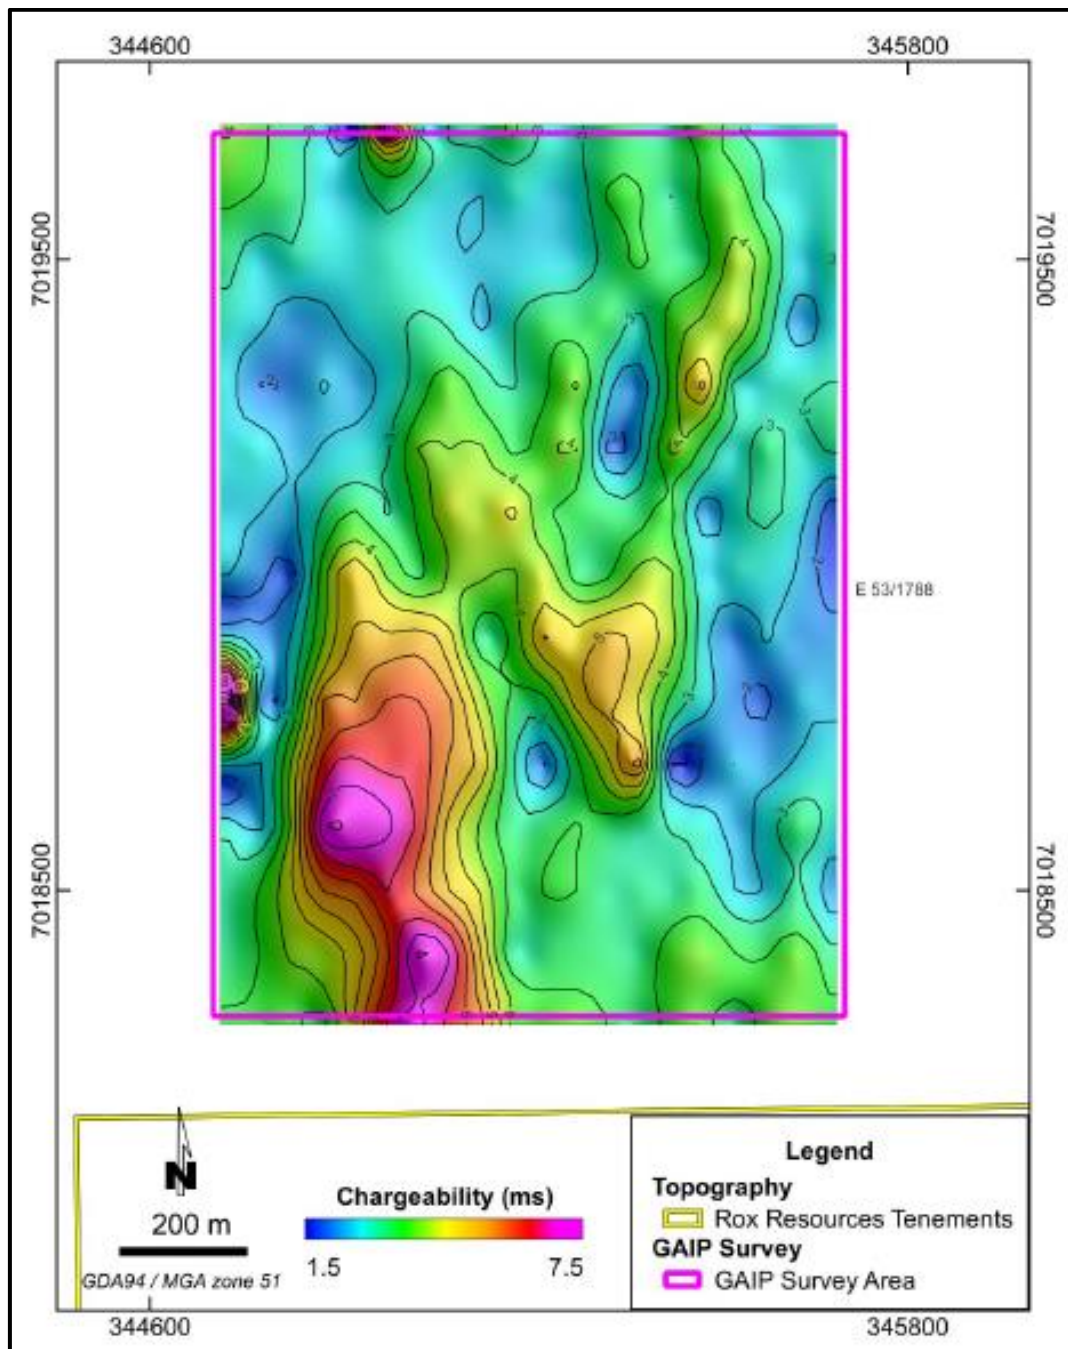 344600 345800
7019500 7019500
E 53/1788
7018500 7018500
N
200 m
GDA94 / MGA zone 51
Chargeability (ms)
1.5 7.5
Legend
Topography
Rox Resources Tenements
GAIP Survey
GAIP Survey Area
344600 345800